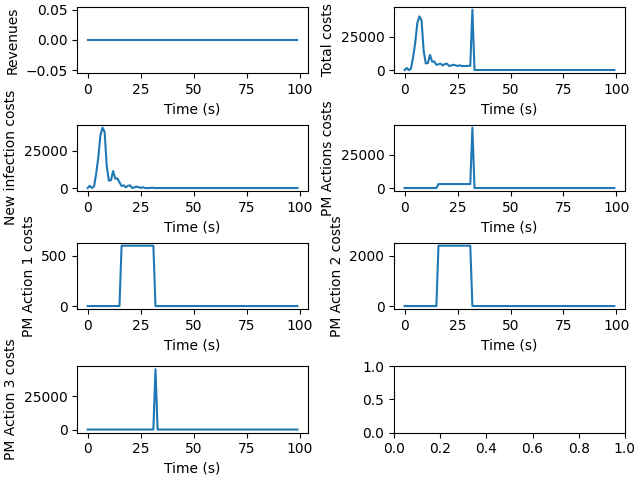 Revenues
0.05
0.00
−0.05
0 25 50 75 100
Time (s)
Total costs
25000
0
0 25 50 75 100
Time (s)
New infection costs
25000
0
0 25 50 75 100
Time (s)
PM Actions costs
25000
0
0 25 50 75 100
Time (s)
PM Action 1 costs
500
0
0 25 50 75 100
Time (s)
PM Action 2 costs
2000
0
0 25 50 75 100
Time (s)
PM Action 3 costs
25000
0
0 25 50 75 100
Time (s)
1.0
0.5
0.0
0.0 0.2 0.4 0.6 0.8 1.0